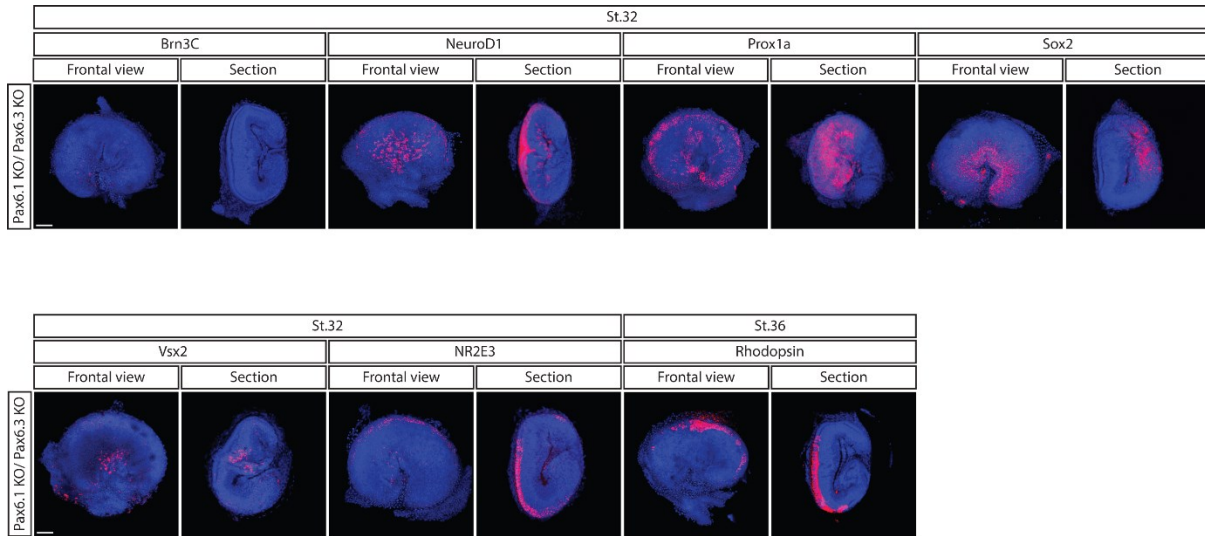 St.32
Brn3C NeuroD1 Prox1a Sox2
Frontal view Section Frontal view Section Frontal view Section Frontal view Section
Pax6.1 KO/ Pax6.3 KO
St.32 St.36
Vsx2 NR2E3 Rhodopsin
Frontal view Section Frontal view Section Frontal view Section
Pax6.1 KO/ Pax6.3 KO